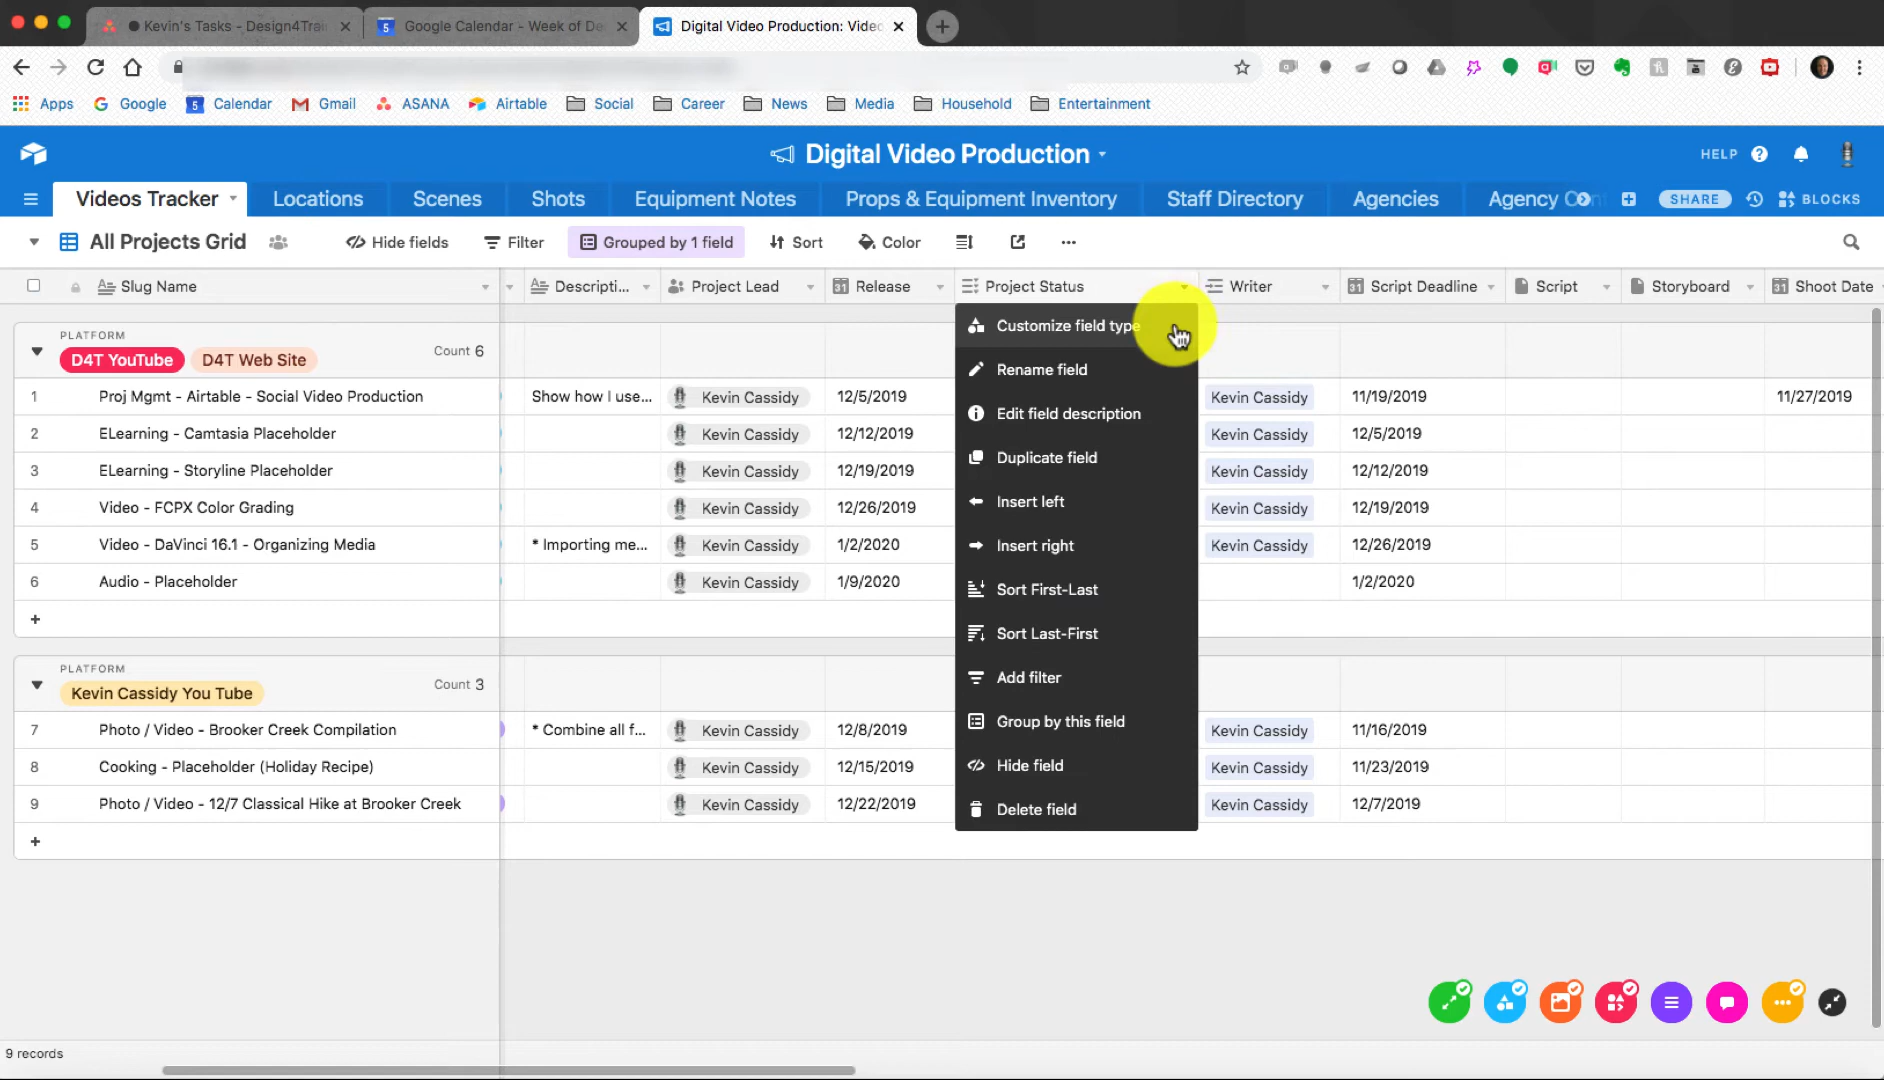 Kevin's Tasks - Design4Trai
Google Calendar - Week of De
Digital Video Production: Video
Apps
Google
5 Calendar
Gmail
ASANA
Airtable
Social
Career
News
Media
Household
Entertainment
Digital Video Production
HELP
Videos Tracker
Locations
Scenes
Shots
Equipment Notes
Props & Equipment Inventory
Staff Directory
Agencies
Agency Con
SHARE
BLOCKS
All Projects Grid
Hide fields
Filter
Grouped by 1 field
Sort
Color
Slug Name
Descripti...
Project Lead
Release
Project Status
Writer
Script Deadline
Script
Storyboard
Shoot Date
PLATFORM
D4T YouTube D4T Web Site
Count 6
1 Proj Mgmt - Airtable - Social Video Production Show how I use... Kevin Cassidy 12/5/2019 Kevin Cassidy 11/19/2019 11/27/2019
2 ELearning - Camtasia Placeholder Kevin Cassidy 12/12/2019 Kevin Cassidy 12/5/2019
3 ELearning - Storyline Placeholder Kevin Cassidy 12/19/2019 Kevin Cassidy 12/12/2019
4 Video - FCPX Color Grading Kevin Cassidy 12/26/2019 Kevin Cassidy 12/19/2019
5 Video - DaVinci 16.1 - Organizing Media * Importing me... Kevin Cassidy 1/2/2020 Kevin Cassidy 12/26/2019
6 Audio - Placeholder Kevin Cassidy 1/9/2020 1/2/2020
+
PLATFORM
Kevin Cassidy You Tube
Count 3
7 Photo / Video - Brooker Creek Compilation * Combine all f... Kevin Cassidy 12/8/2019 Kevin Cassidy 11/16/2019
8 Cooking - Placeholder (Holiday Recipe) Kevin Cassidy 12/15/2019 Kevin Cassidy 11/23/2019
9 Photo / Video - 12/7 Classical Hike at Brooker Creek Kevin Cassidy 12/22/2019 Kevin Cassidy 12/7/2019
+
Customize field type
Rename field
Edit field description
Duplicate field
Insert left
Insert right
Sort First-Last
Sort Last-First
Add filter
Group by this field
Hide field
Delete field
9 records